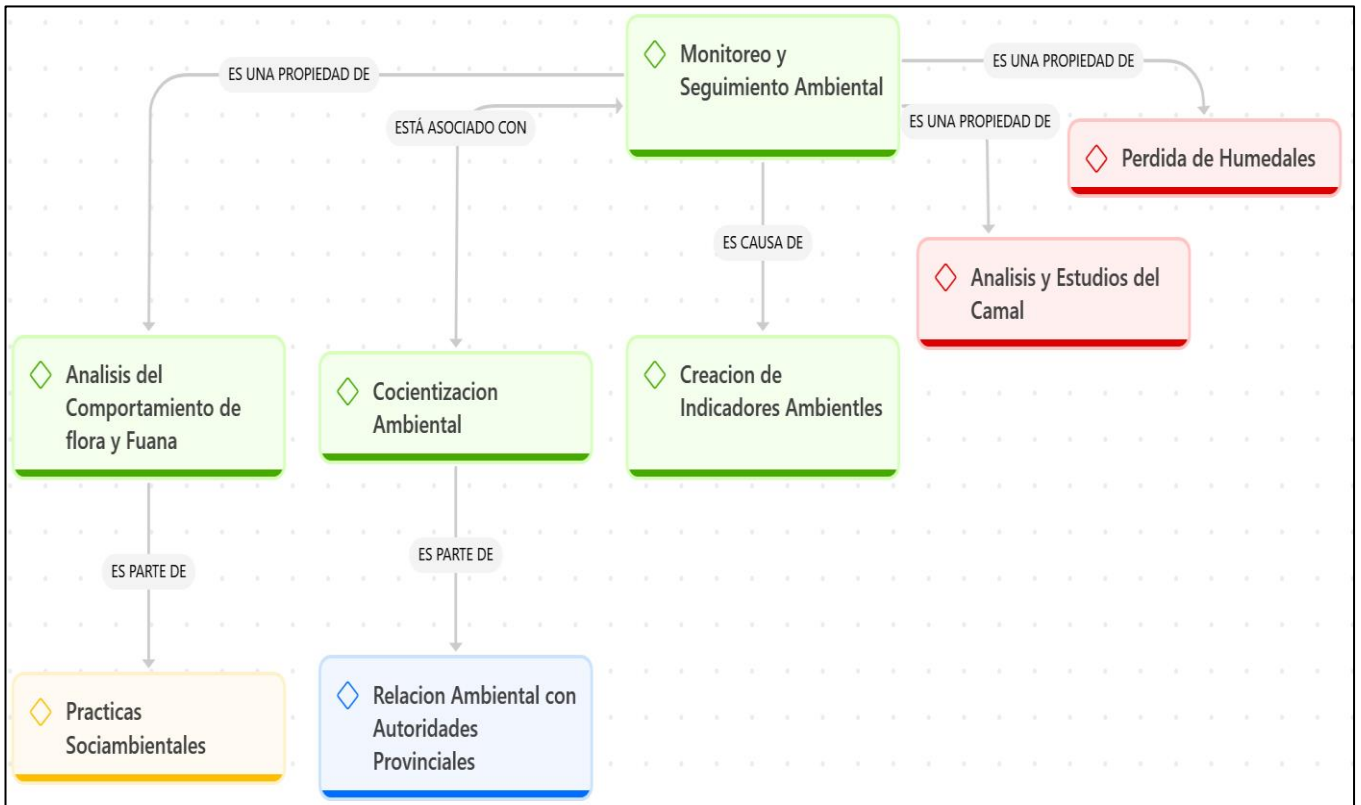 Monitoreo y
Seguimiento Ambiental
ES UNA PROPIEDAD DE
ES UNA PROPIEDAD DE
ESTÁ ASOCIADO CON
ES UNA PROPIEDAD DE
Perdida de Humedales
ES CAUSA DE
Analisis y Estudios del
Camal
Analisis del
Comportamiento de
flora y Fuana
Cocientizacion
Ambiental
Creacion de
Indicadores Ambientles
ES PARTE DE
ES PARTE DE
Practicas
Sociambientales
Relacion Ambiental con
Autoridades
Provinciales